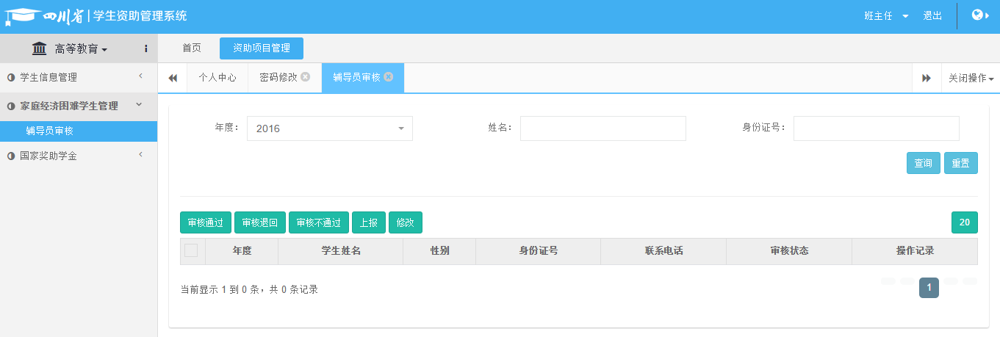 四川省 | 学生资助管理系统
班主任 退出
高等教育
首页 资助项目管理
学生信息管理
个人中心 密码修改 辅导员审核 关闭操作
家庭经济困难学生管理
辅导员审核
国家奖助学金
年度： 2016 姓名： 身份证号：
查询 重置
审核通过 审核退回 审核不通过 上报 修改 20
年度 学生姓名 性别 身份证号 联系电话 审核状态 操作记录
当前显示 1 到 0 条，共 0 条记录 1